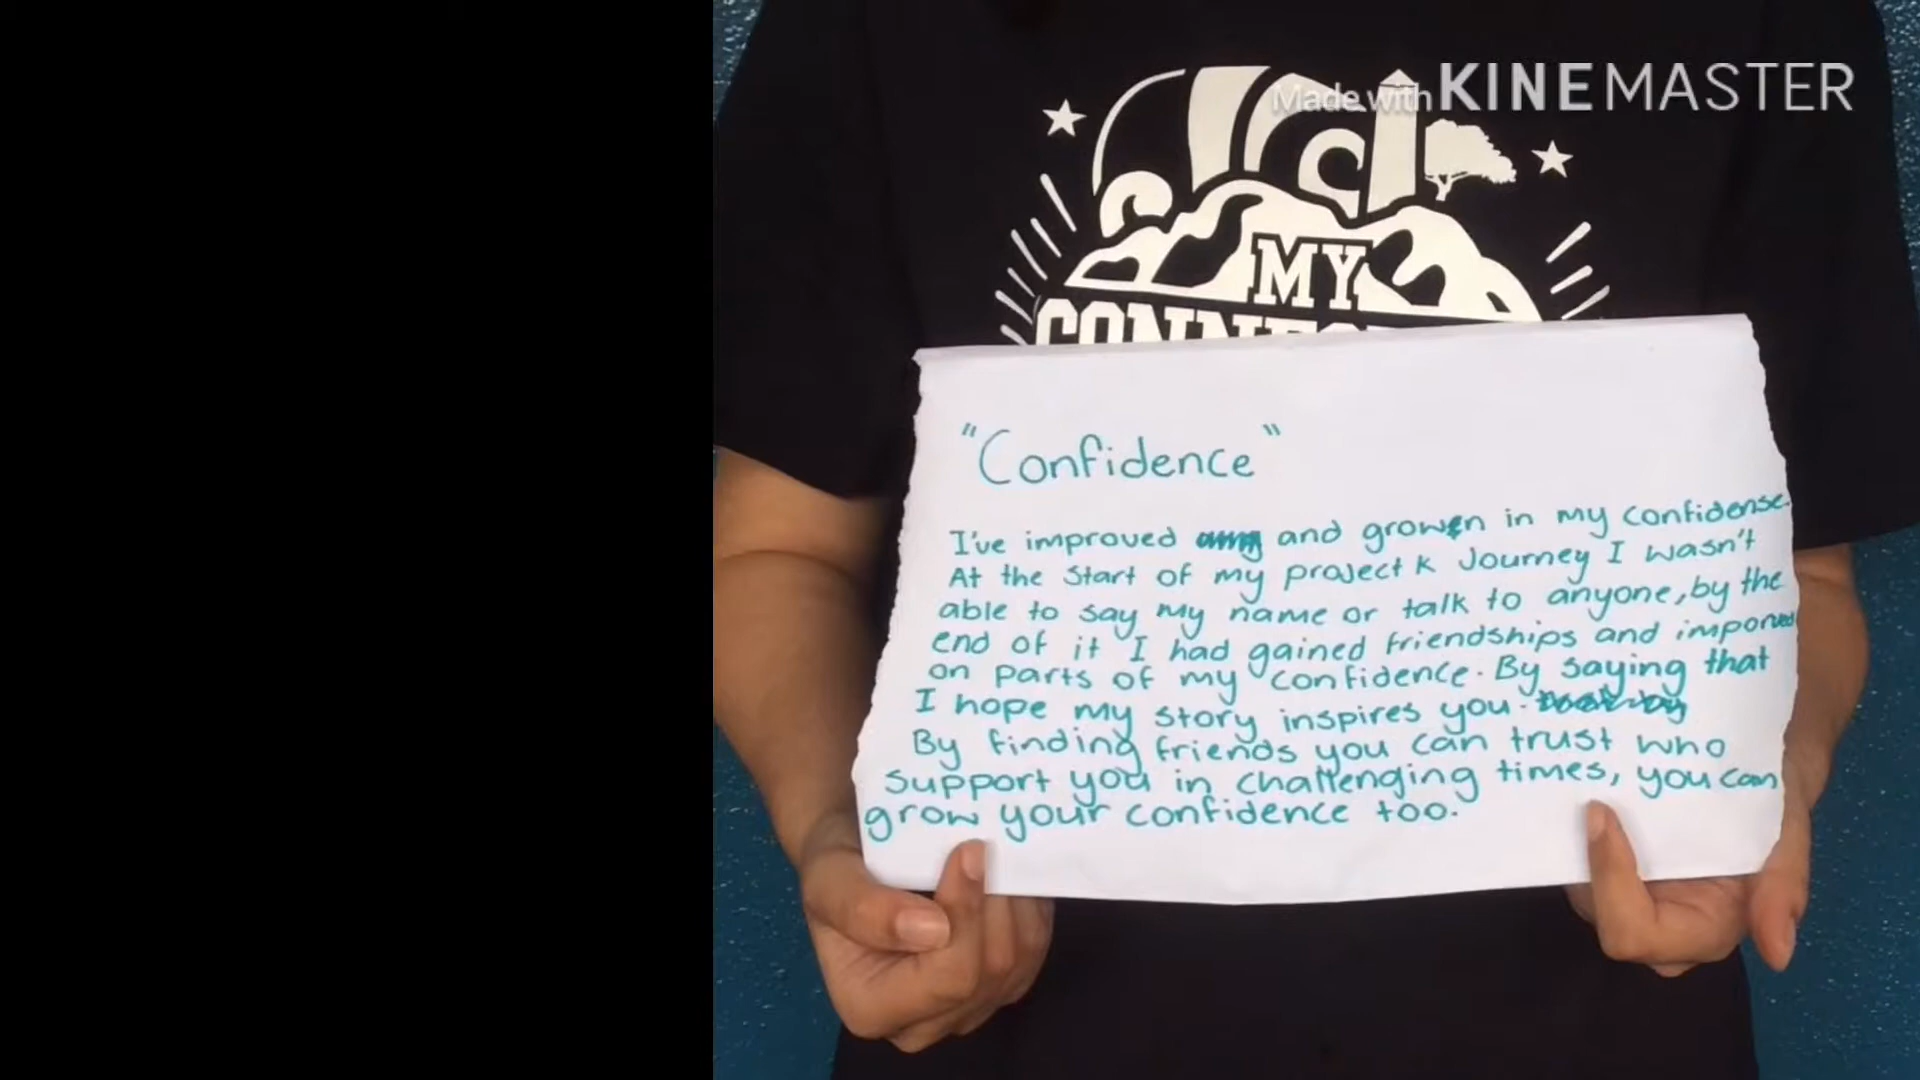 Made with KINEMASTER
MY
"Confidence"
I've improved and growen in my confidense.
At the start of my project k Journey I wasn't
able to say my name or talk to anyone, by the
end of it I had gained friendships and imporved
on parts of my confidence. By saying that
I hope my story inspires you.
By finding friends you can trust who
support you in challenging times, you can
grow your confidence too.